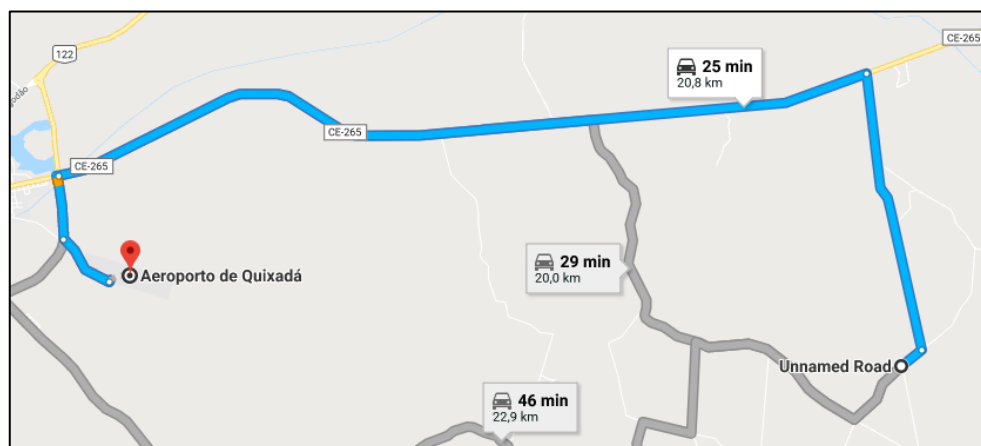 122
CE-265
25 min
20,8 km
CE-265
CE-265
29 min
20,0 km
Aeroporto de Quixadá
Unnamed Road
46 min
22,9 km